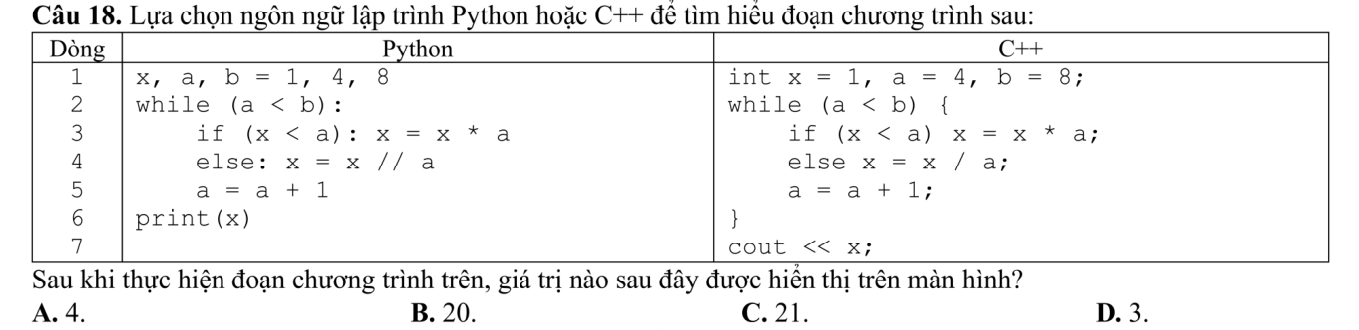 Câu 18. Lựa chọn ngôn ngữ lập trình Python hoặc C++ để tìm hiểu đoạn chương trình sau:
Dòng Python C++
1 x, a, b = 1, 4, 8 int x = 1, a = 4, b = 8;
2 while (a < b): while (a < b) {
3 if (x < a): x = x * a if (x < a) x = x * a;
4 else: x = x // a else x = x / a;
5 a = a + 1 a = a + 1;
6 print(x) }
7 cout << x;
Sau khi thực hiện đoạn chương trình trên, giá trị nào sau đây được hiển thị trên màn hình?
A. 4. B. 20. C. 21. D. 3.